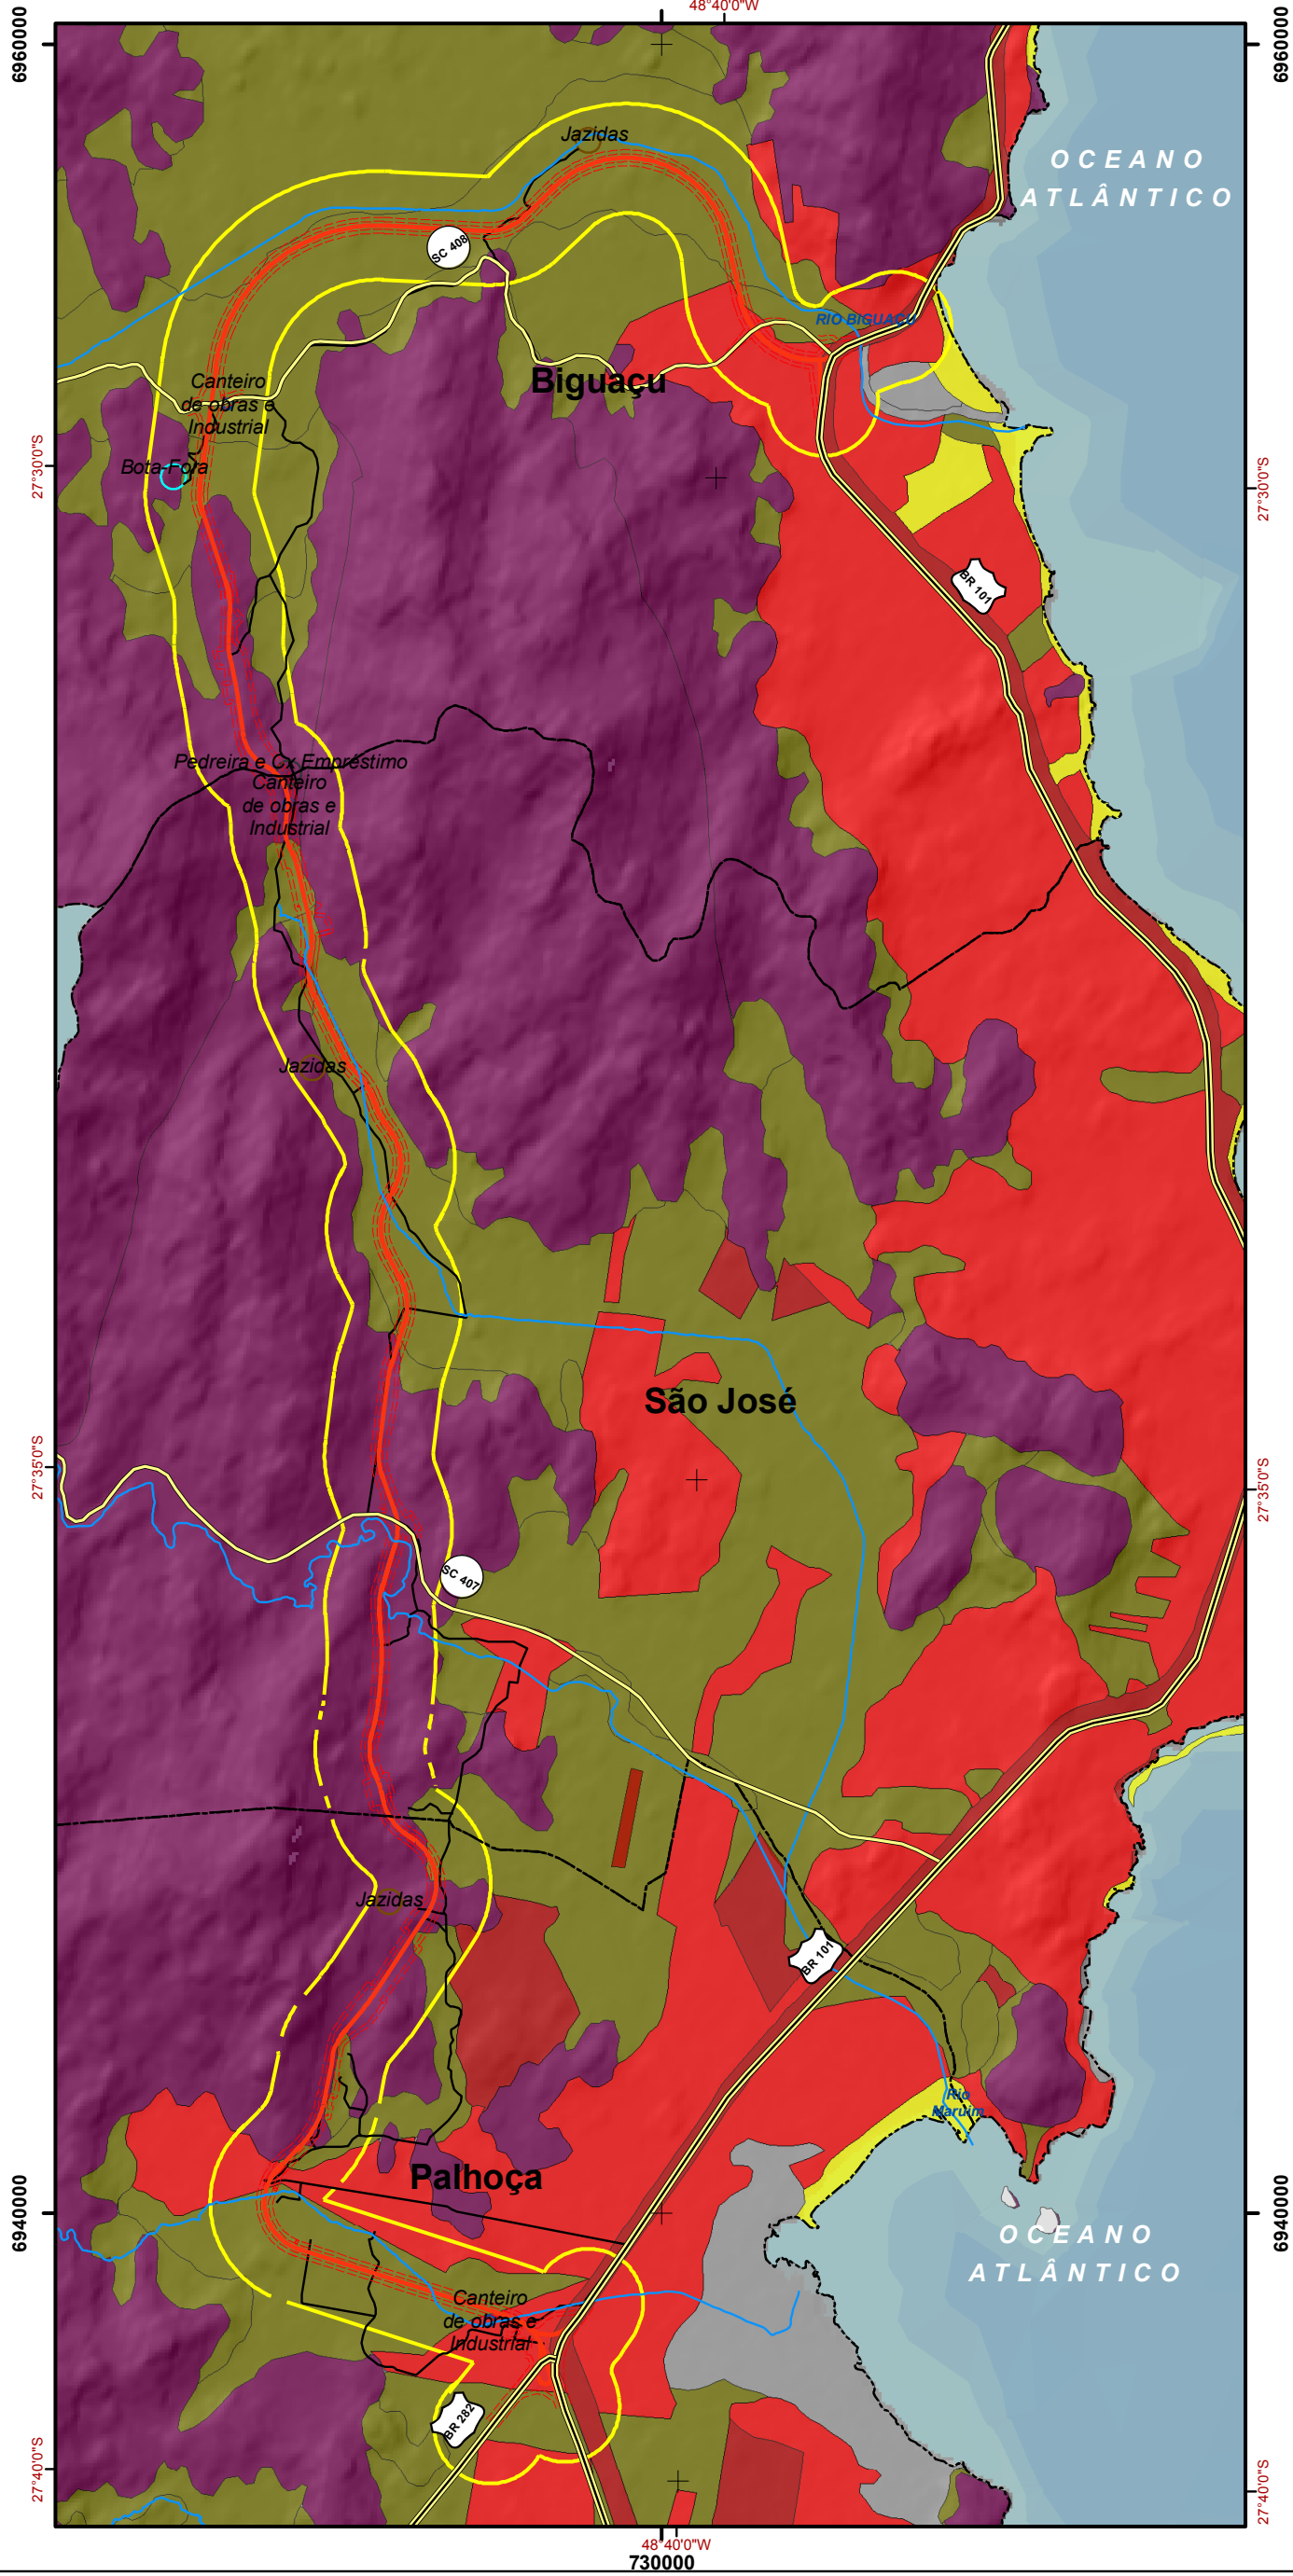 48°40'0"W
6960000
6960000
OCEANO
ATLÂNTICO
Jazidas
SC 408
RIO BIGUAÇU
Canteiro
de obras e
Industrial
Biguaçu
Bota-Fora
27°30'0"S
27°30'0"S
BR 101
Pedreira e Cx Empréstimo
Canteiro
de obras e
Industrial
Jazidas
São José
27°35'0"S
27°35'0"S
SC 407
Jazidas
BR 101
Rio
Maruim
Palhoça
6940000
6940000
OCEANO
ATLÂNTICO
Canteiro
de obras e
Industrial
BR 282
27°40'0"S
27°40'0"S
48°40'0"W
730000